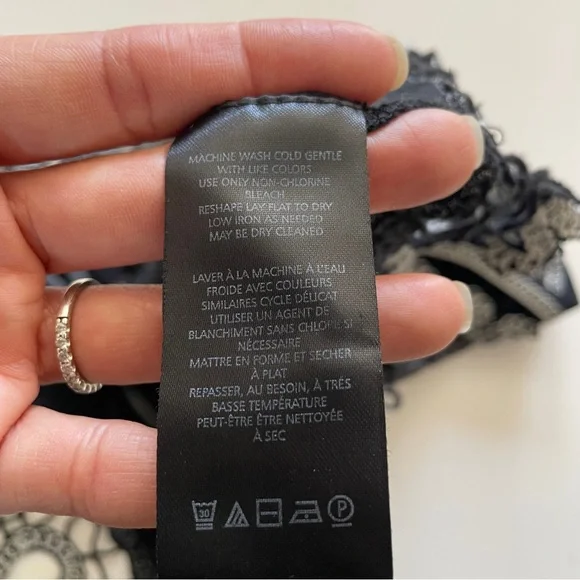 MACHINE WASH COLD GENTLE
WITH LIKE COLORS
USE ONLY NON-CHLORINE
BLEACH
RESHAPE LAY FLAT TO DRY
LOW IRON AS NEEDED
MAY BE DRY CLEANED
LAVER À LA MACHINE À L'EAU
FROIDE AVEC COULEURS
SIMILAIRES CYCLE DÉLICAT
UTILISER UN AGENT DE
BLANCHIMENT SANS CHLORE SI
NÉCESSAIRE
MATTRE EN FORME ET SECHER
À PLAT
REPASSER, AU BESOIN, À TRÈS
BASSE TEMPÉRATURE
PEUT-ÊTRE ÊTRE NETTOYÉE
À SEC
30 P